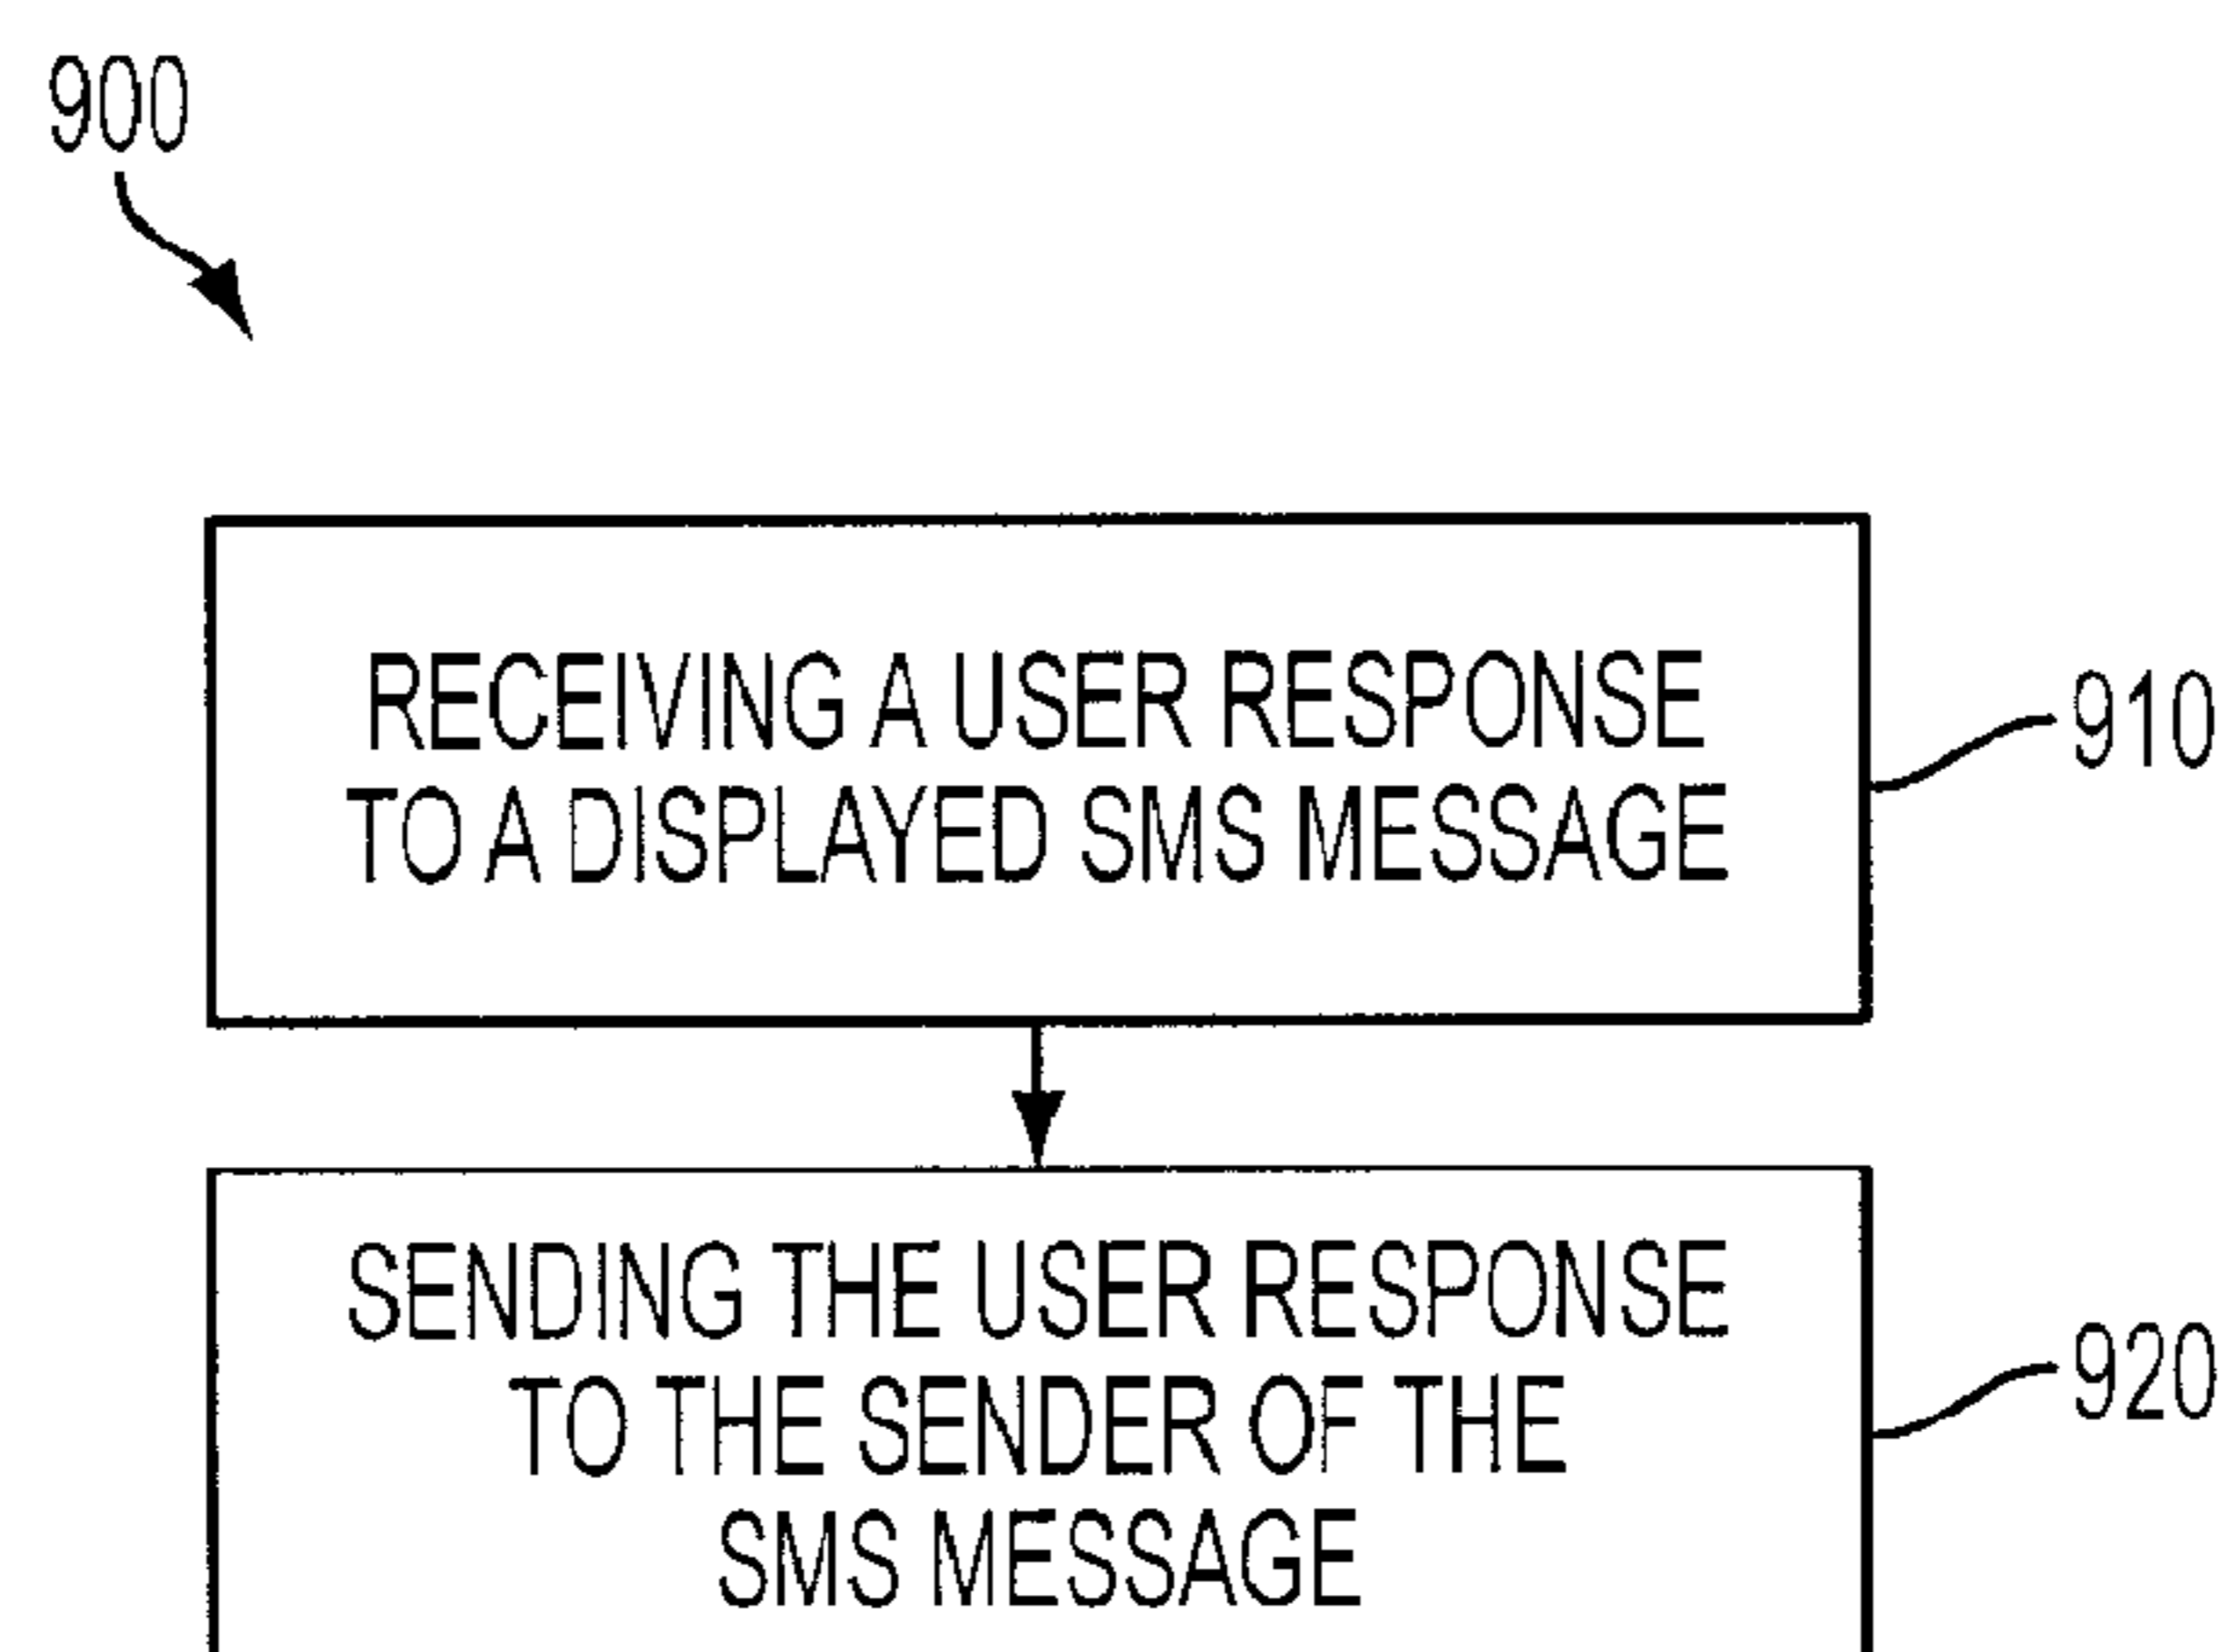 900
RECEIVING A USER RESPONSE
TO A DISPLAYED SMS MESSAGE
910
SENDING THE USER RESPONSE
TO THE SENDER OF THE
SMS MESSAGE
920